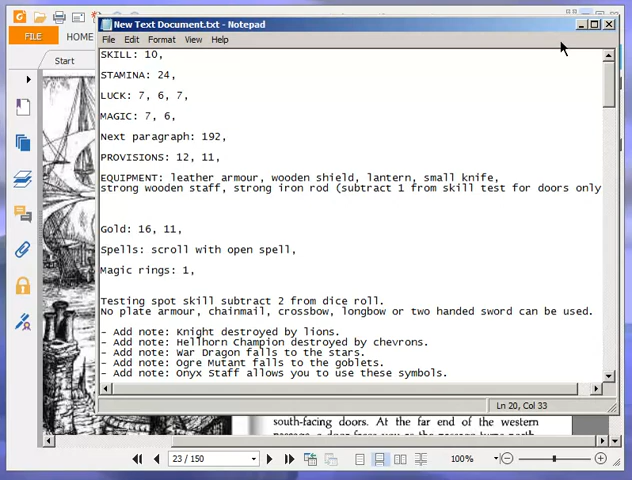 New Text Document.txt - Notepad
File Edit Format View Help
FILE HOME
Start
SKILL: 10,
STAMINA: 24,
LUCK: 7, 6, 7,
MAGIC: 7, 6,
Next paragraph: 192,
PROVISIONS: 12, 11,
EQUIPMENT: leather armour, wooden shield, lantern, small knife,
strong wooden staff, strong iron rod (subtract 1 from skill test for doors only
Gold: 16, 11,
Spells: scroll with open spell,
Magic rings: 1,
Testing spot skill subtract 2 from dice roll.
No plate armour, chainmail, crossbow, longbow or two handed sword can be used.
- Add note: Knight destroyed by lions.
- Add note: Hellhorn Champion destroyed by chevrons.
- Add note: War Dragon falls to the stars.
- Add note: Ogre Mutant falls to the goblets.
- Add note: Onyx Staff allows you to use these symbols.
Ln 20, Col 33
south-facing doors. At the far end of the western
23 / 150
100%